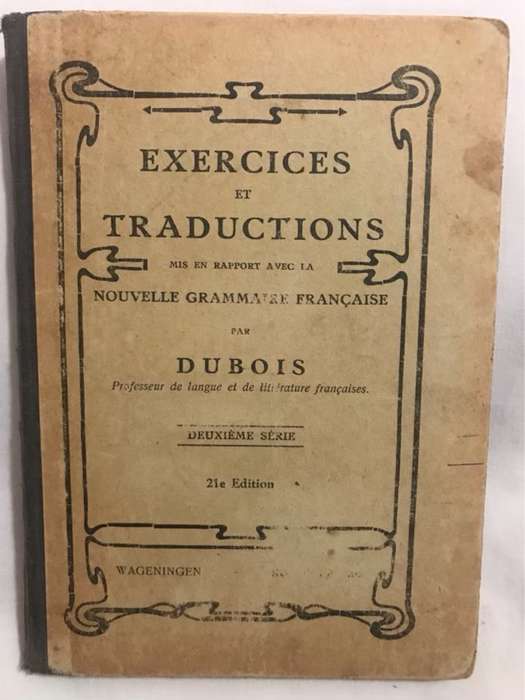 EXERCICES
ET
TRADUCTIONS
MIS EN RAPPORT AVEC LA
NOUVELLE GRAMMAIRE FRANÇAISE
PAR
DUBOIS
Professeur de langue et de littérature françaises.
DEUXIÈME SÉRIE
21e Edition
WAGENINGEN